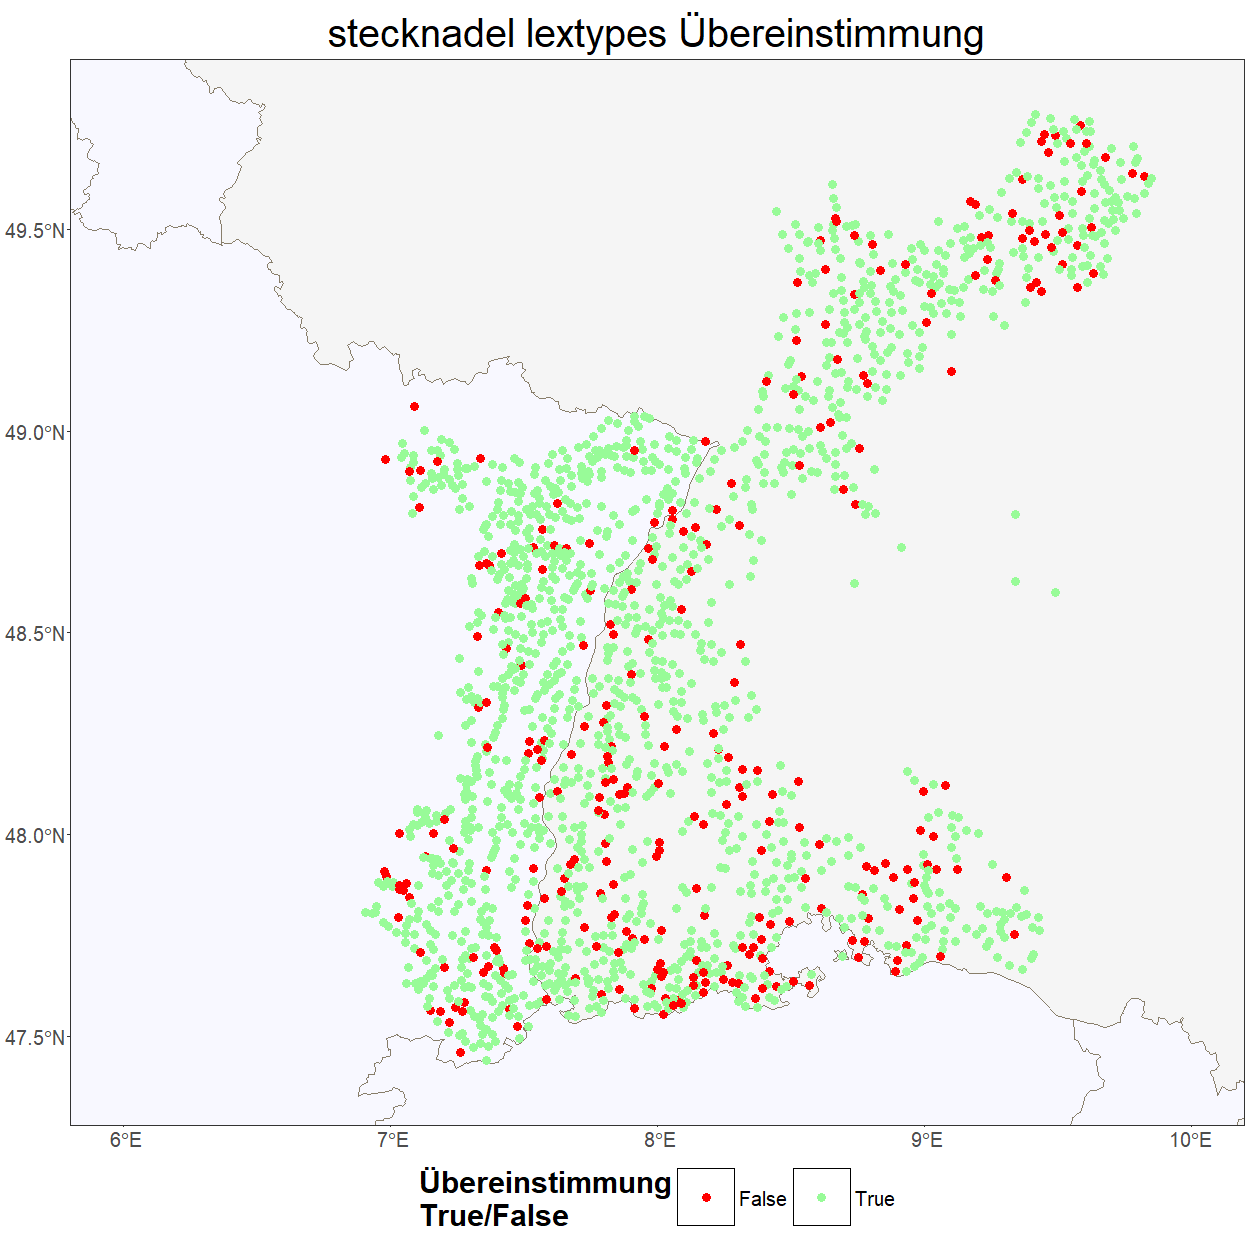 stecknadel lextypes Übereinstimmung
49.5°N
49.0°N
48.5°N
48.0°N
47.5°N
6°E 7°E 8°E 9°E 10°E
Übereinstimmung
True/False
False True